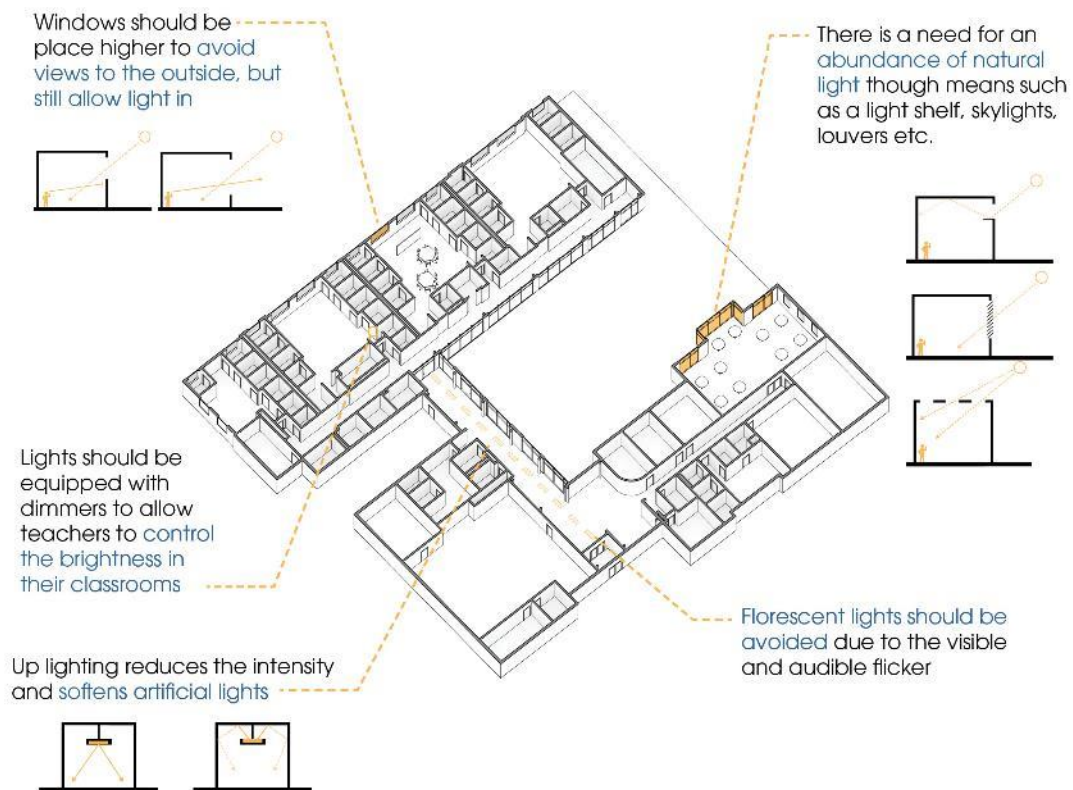 Windows should be
place higher to avoid
views to the outside, but
still allow light in
There is a need for an
abundance of natural
light though means such
as a light shelf, skylights,
louvers etc.
Lights should be
equipped with
dimmers to allow
teachers to control
the brightness in
their classrooms
Florescent lights should be
avoided due to the visible
and audible flicker
Up lighting reduces the intensity
and softens artificial lights